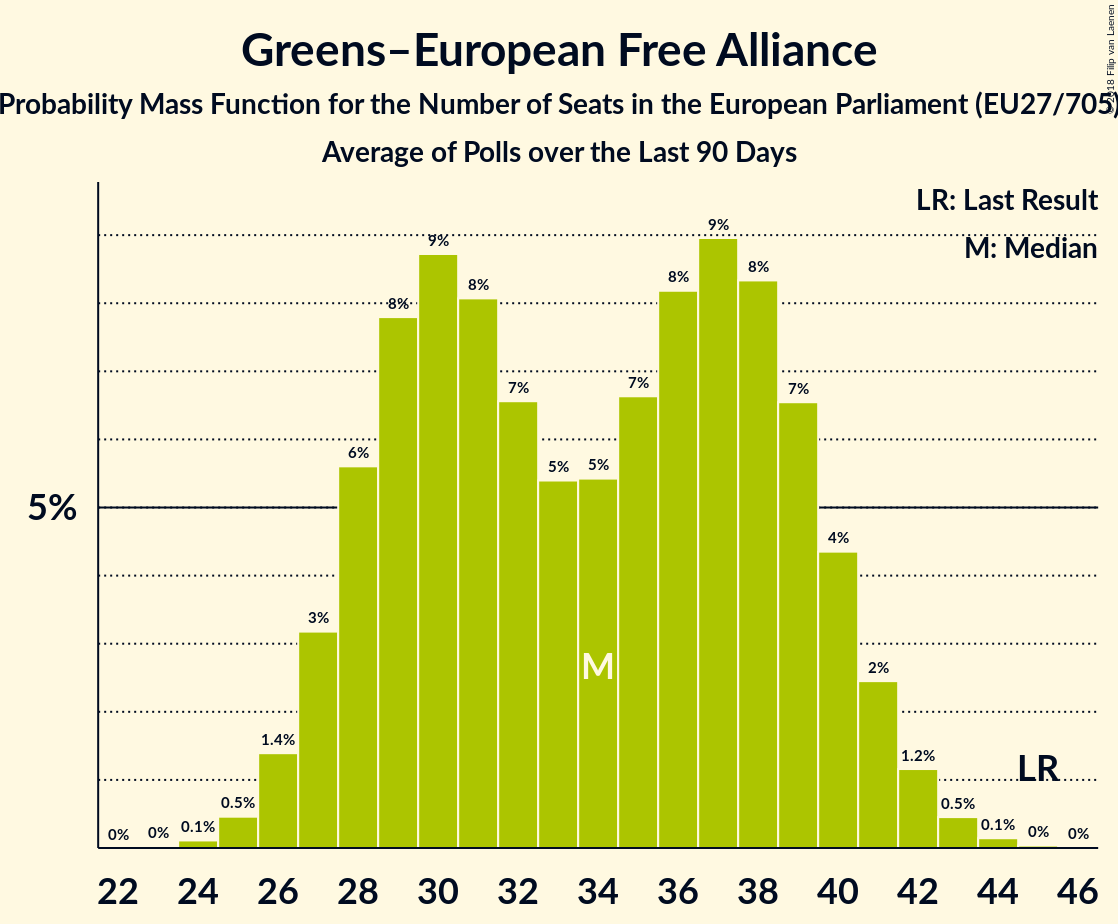 Greens–European Free Alliance
Probability Mass Function for the Number of Seats in the European Parliament (EU27/705)
Average of Polls over the Last 90 Days
© 2018 Filip van Laenen
LR: Last Result
M: Median
5%
0% 0% 0.1% 0.5% 1.4% 3% 6% 8% 9% 8% 7% 5% 5% 7% 8% 9% 8% 7% 4% 2% 1.2% 0.5% 0.1% 0% 0%
M
LR
22 24 26 28 30 32 34 36 38 40 42 44 46